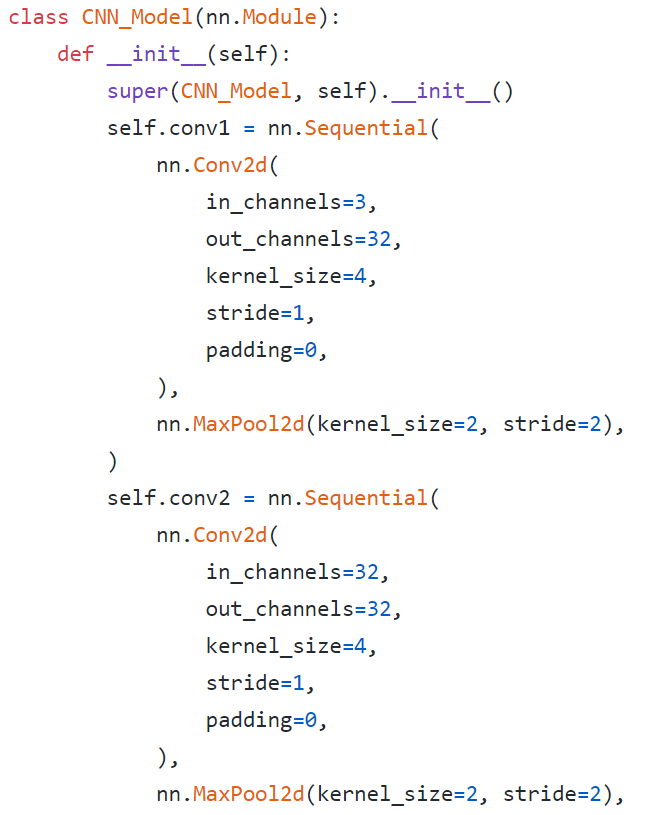 class CNN_Model(nn.Module):
    def __init__(self):
        super(CNN_Model, self).__init__()
        self.conv1 = nn.Sequential(
            nn.Conv2d(
                in_channels=3,
                out_channels=32,
                kernel_size=4,
                stride=1,
                padding=0,
            ),
            nn.MaxPool2d(kernel_size=2, stride=2),
        )
        self.conv2 = nn.Sequential(
            nn.Conv2d(
                in_channels=32,
                out_channels=32,
                kernel_size=4,
                stride=1,
                padding=0,
            ),
            nn.MaxPool2d(kernel_size=2, stride=2),